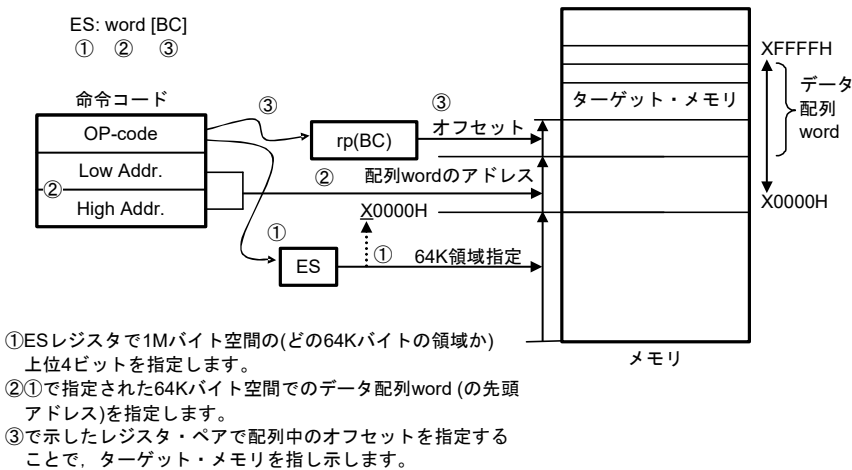 ES: word [BC]
① ② ③
命令コード
OP-code
Low Addr.
②
High Addr.
③
rp(BC)
③
オフセット
②
配列wordのアドレス
X0000H
①
ES
①
64K領域指定
ターゲット・メモリ
XFFFFH
データ
配列
word
X0000H
メモリ
①ESレジスタで1Mバイト空間の(どの64Kバイトの領域か)
上位4ビットを指定します。
②①で指定された64Kバイト空間でのデータ配列word (の先頭
アドレス)を指定します。
③で示したレジスタ・ペアで配列中のオフセットを指定する
ことで，ターゲット・メモリを指し示します。